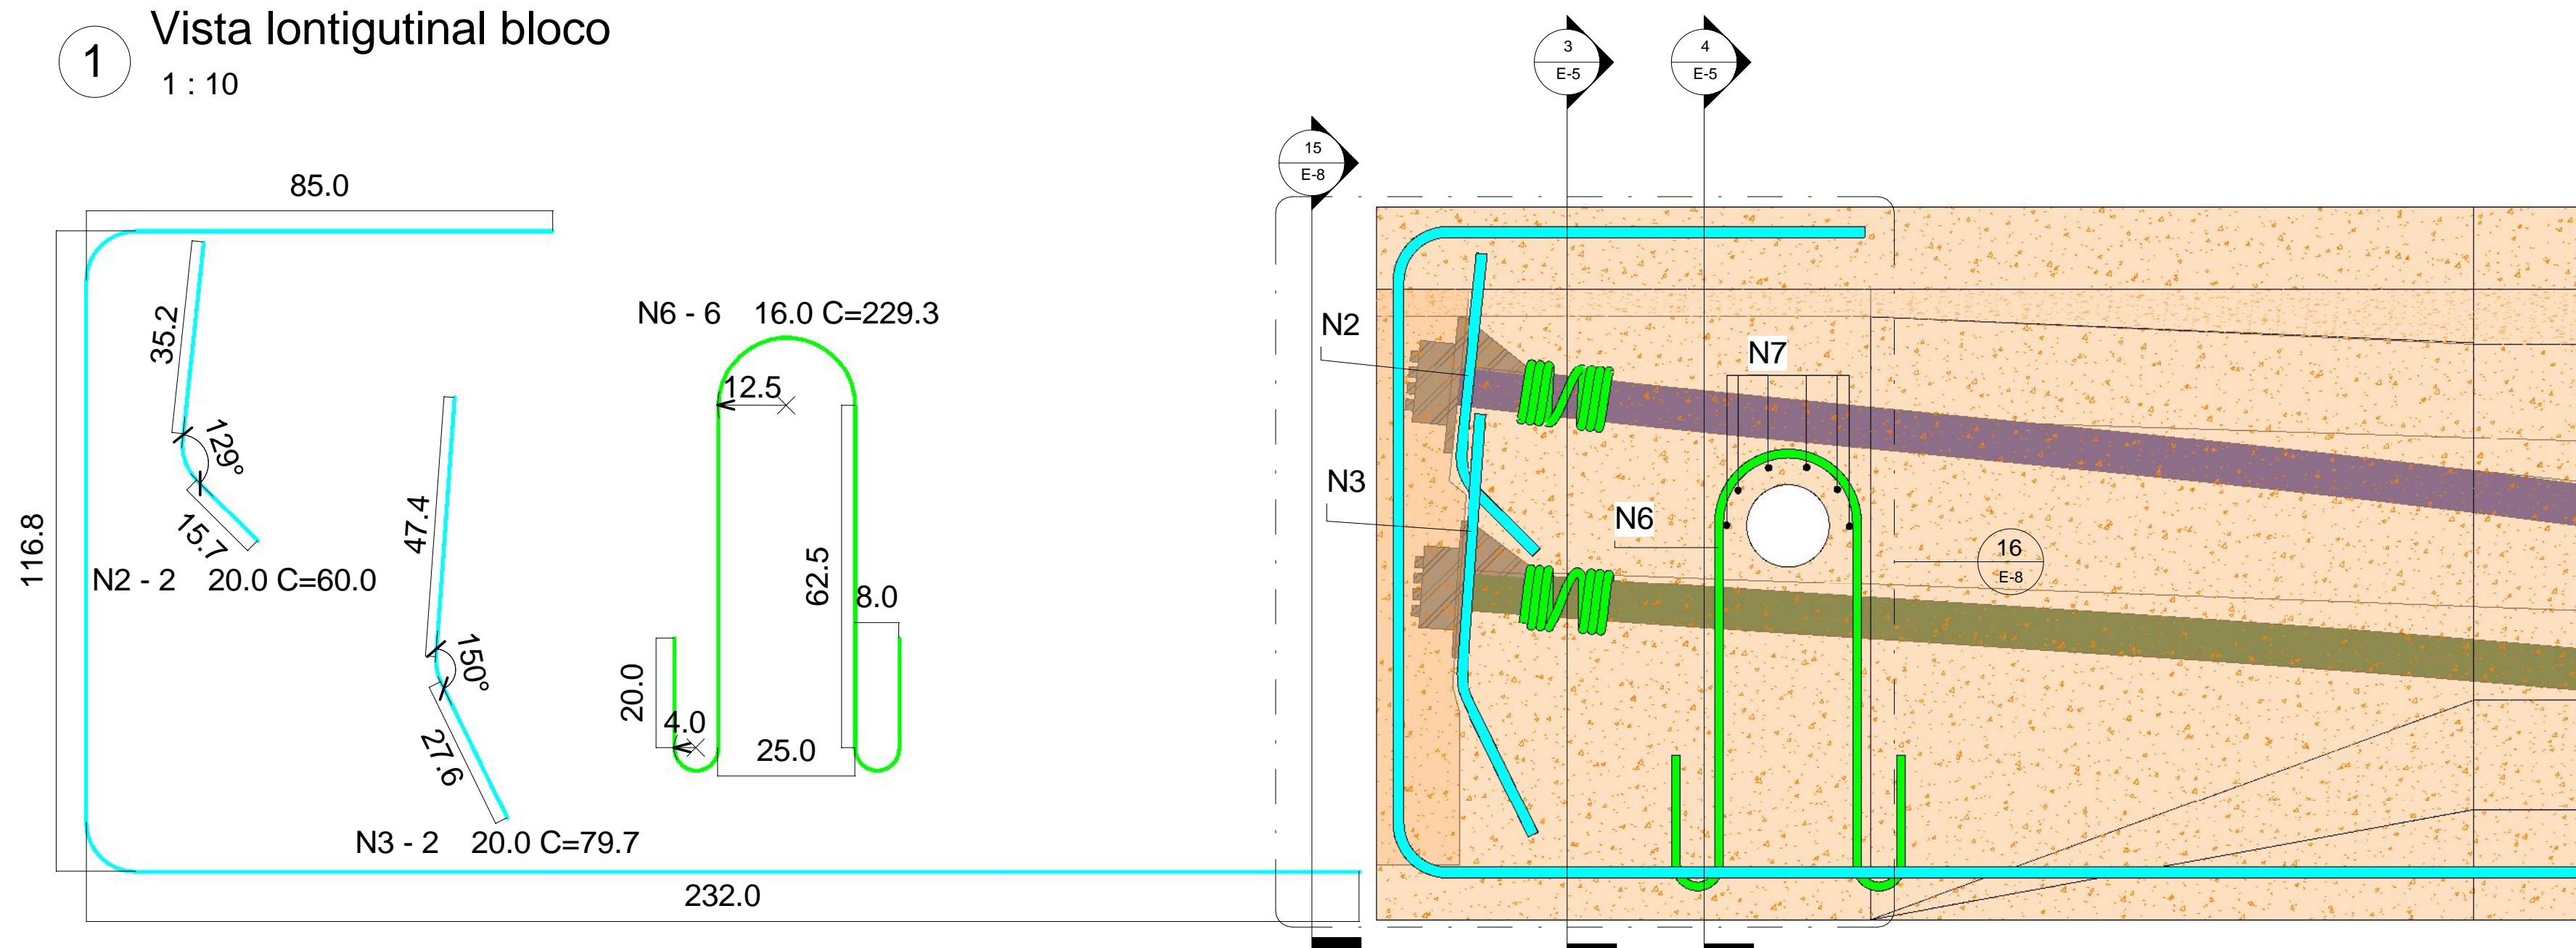 1
Vista lontigutinal bloco
1 : 10
3
E-5
4
E-5
15
E-8
85.0
35.2
129°
15.7
N2 - 2 20.0 C=60.0
116.8
47.4
150°
27.6
N3 - 2 20.0 C=79.7
232.0
N6 - 6 16.0 C=229.3
12.5
62.5
8.0
20.0
4.0
25.0
N2
N3
N7
N6
16
E-8